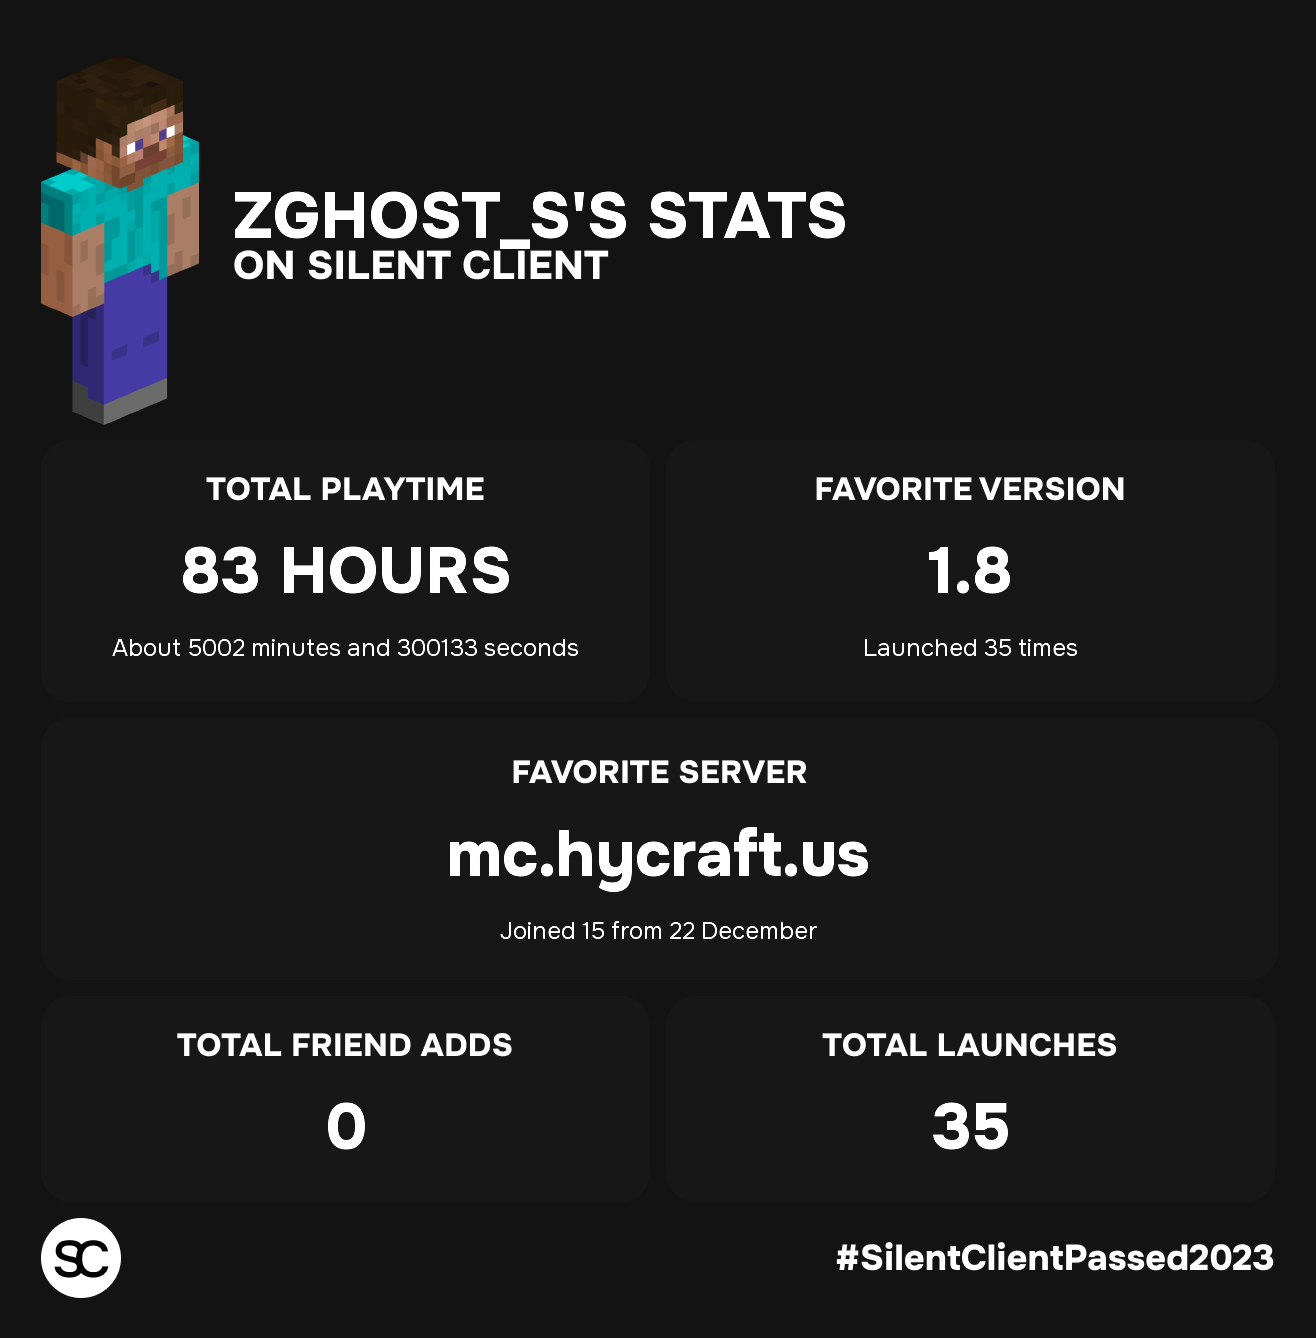 ZGHOST_S'S STATS
ON SILENT CLIENT
TOTAL PLAYTIME
83 HOURS
About 5002 minutes and 300133 seconds
FAVORITE VERSION
1.8
Launched 35 times
FAVORITE SERVER
mc.hycraft.us
Joined 15 from 22 December
TOTAL FRIEND ADDS
0
TOTAL LAUNCHES
35
SC
#SilentClientPassed2023